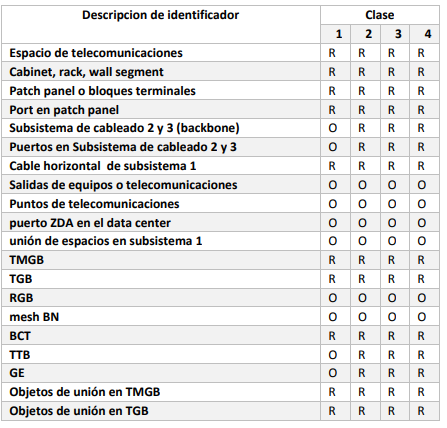 Descripcion de identificador Clase
1 2 3 4
Espacio de telecomunicaciones R R R R
Cabinet, rack, wall segment R R R R
Patch panel o bloques terminales R R R R
Port en patch panel R R R R
Subsistema de cableado 2 y 3 (backbone) O R R R
Puertos en Subsistema de cableado 2 y 3 O R R R
Cable horizontal de subsistema 1 R R R R
Salidas de equipos o telecomunicaciones O O O O
Puntos de telecomunicaciones O O O O
puerto ZDA en el data center O O O O
unión de espacios en subsistema 1 O O O O
TMGB R R R R
TGB R R R R
RGB O O O O
mesh BN O O O O
BCT R R R R
TTB O R R R
GE O R R R
Objetos de unión en TMGB R R R R
Objetos de unión en TGB R R R R